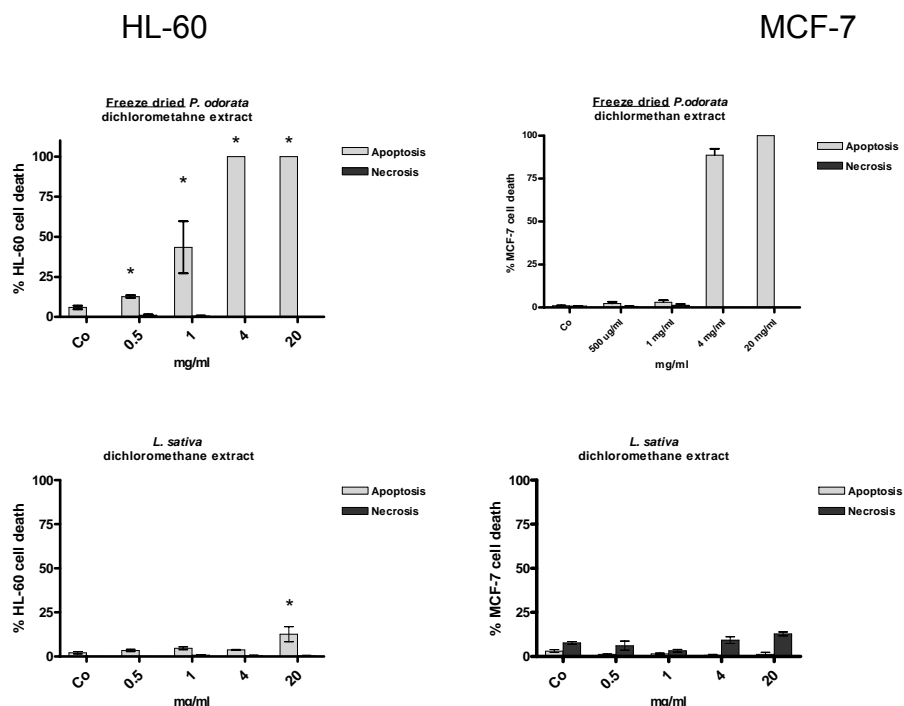 HL-60
MCF-7
Freeze dried P. odorata
dichlorometahne extract
% HL-60 cell death
100
75
50
25
0
*
*
*
*
Apoptosis
Necrosis
Co
0.5
1
4
20
mg/ml
Freeze dried P.odorata
dichlormethan extract
% MCF-7 cell death
100
75
50
25
0
Apoptosis
Necrosis
Co
500 ug/ml
1 mg/ml
4 mg/ml
20 mg/ml
mg/ml
L. sativa
dichloromethane extract
% HL-60 cell death
100
75
50
25
0
*
Apoptosis
Necrosis
Co
0.5
1
4
20
mg/ml
L. sativa
dichloromethane extract
% MCF-7 cell death
100
75
50
25
0
Apoptosis
Necrosis
Co
0.5
1
4
20
mg/ml